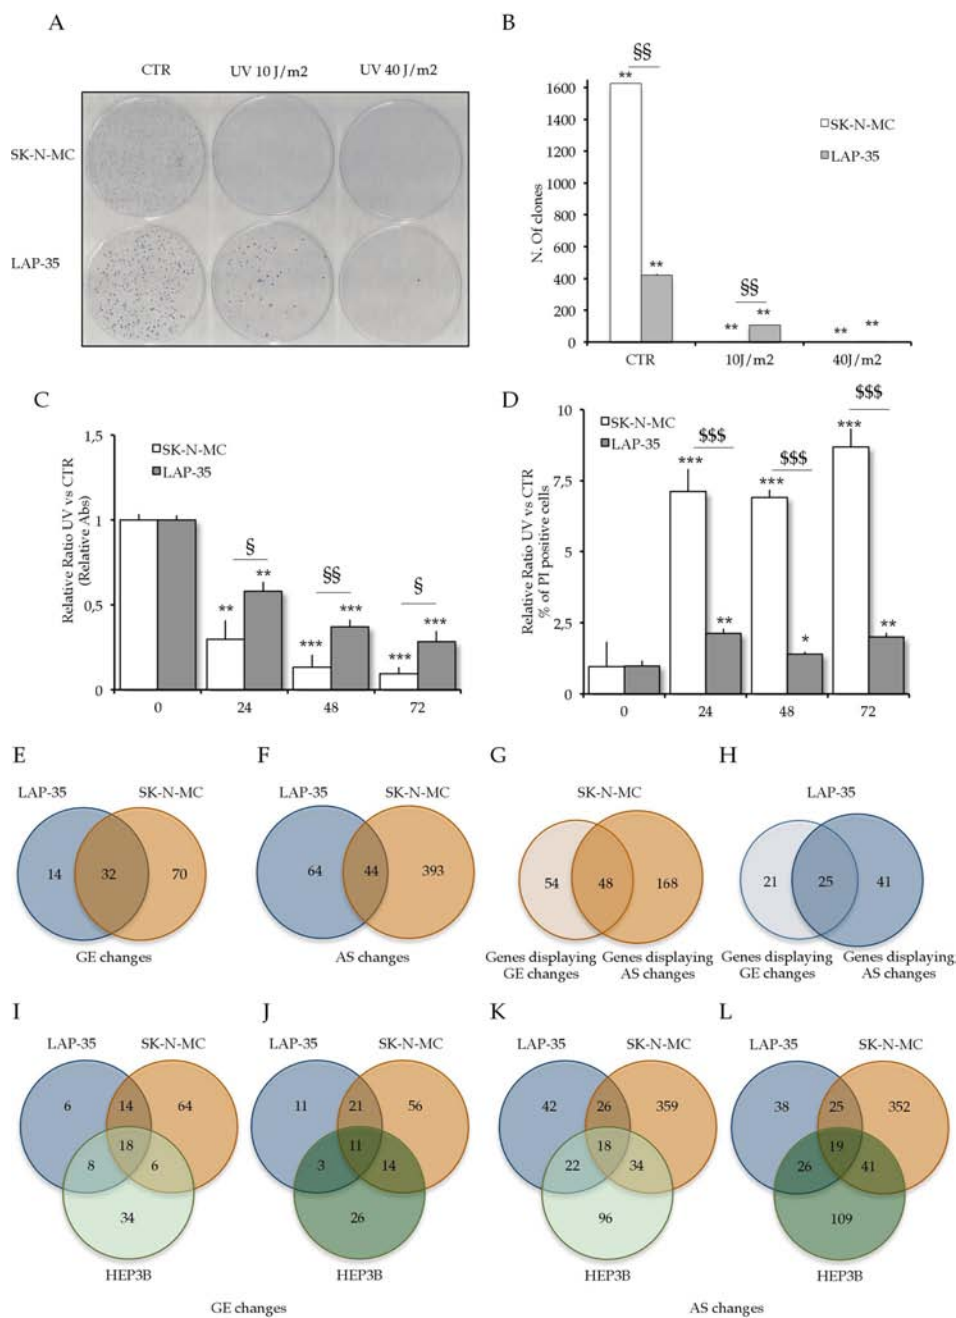 A
CTR
UV 10 J/m2
UV 40 J/m2
SK-N-MC
LAP-35
B
§§
**
1600
1400
1200
1000
800
600
400
200
0
N. Of clones
SK-N-MC
LAP-35
**
§§
**
**
**
**
CTR
10J/m2
40J/m2
C
1,5
1
0,5
0
Relative Ratio UV vs CTR
(Relative Abs)
SK-N-MC
LAP-35
§
**
**
§§
***
***
§
***
***
0
24
48
72
D
10
7,5
5
2,5
0
Relative Ratio UV vs CTR
% of PI positive cells
SK-N-MC
LAP-35
$$$
***
**
$$$
***
*
$$$
***
**
0
24
48
72
E
LAP-35
SK-N-MC
14
32
70
GE changes
F
LAP-35
SK-N-MC
64
44
393
AS changes
G
SK-N-MC
54
48
168
Genes displaying
GE changes
Genes displaying
AS changes
H
LAP-35
21
25
41
Genes displaying
GE changes
Genes displaying
AS changes
I
LAP-35
SK-N-MC
6
14
64
18
8
6
34
HEP3B
J
LAP-35
SK-N-MC
11
21
56
11
3
14
26
HEP3B
GE changes
K
LAP-35
SK-N-MC
42
26
359
18
22
34
96
HEP3B
L
LAP-35
SK-N-MC
38
25
352
19
26
41
109
HEP3B
AS changes